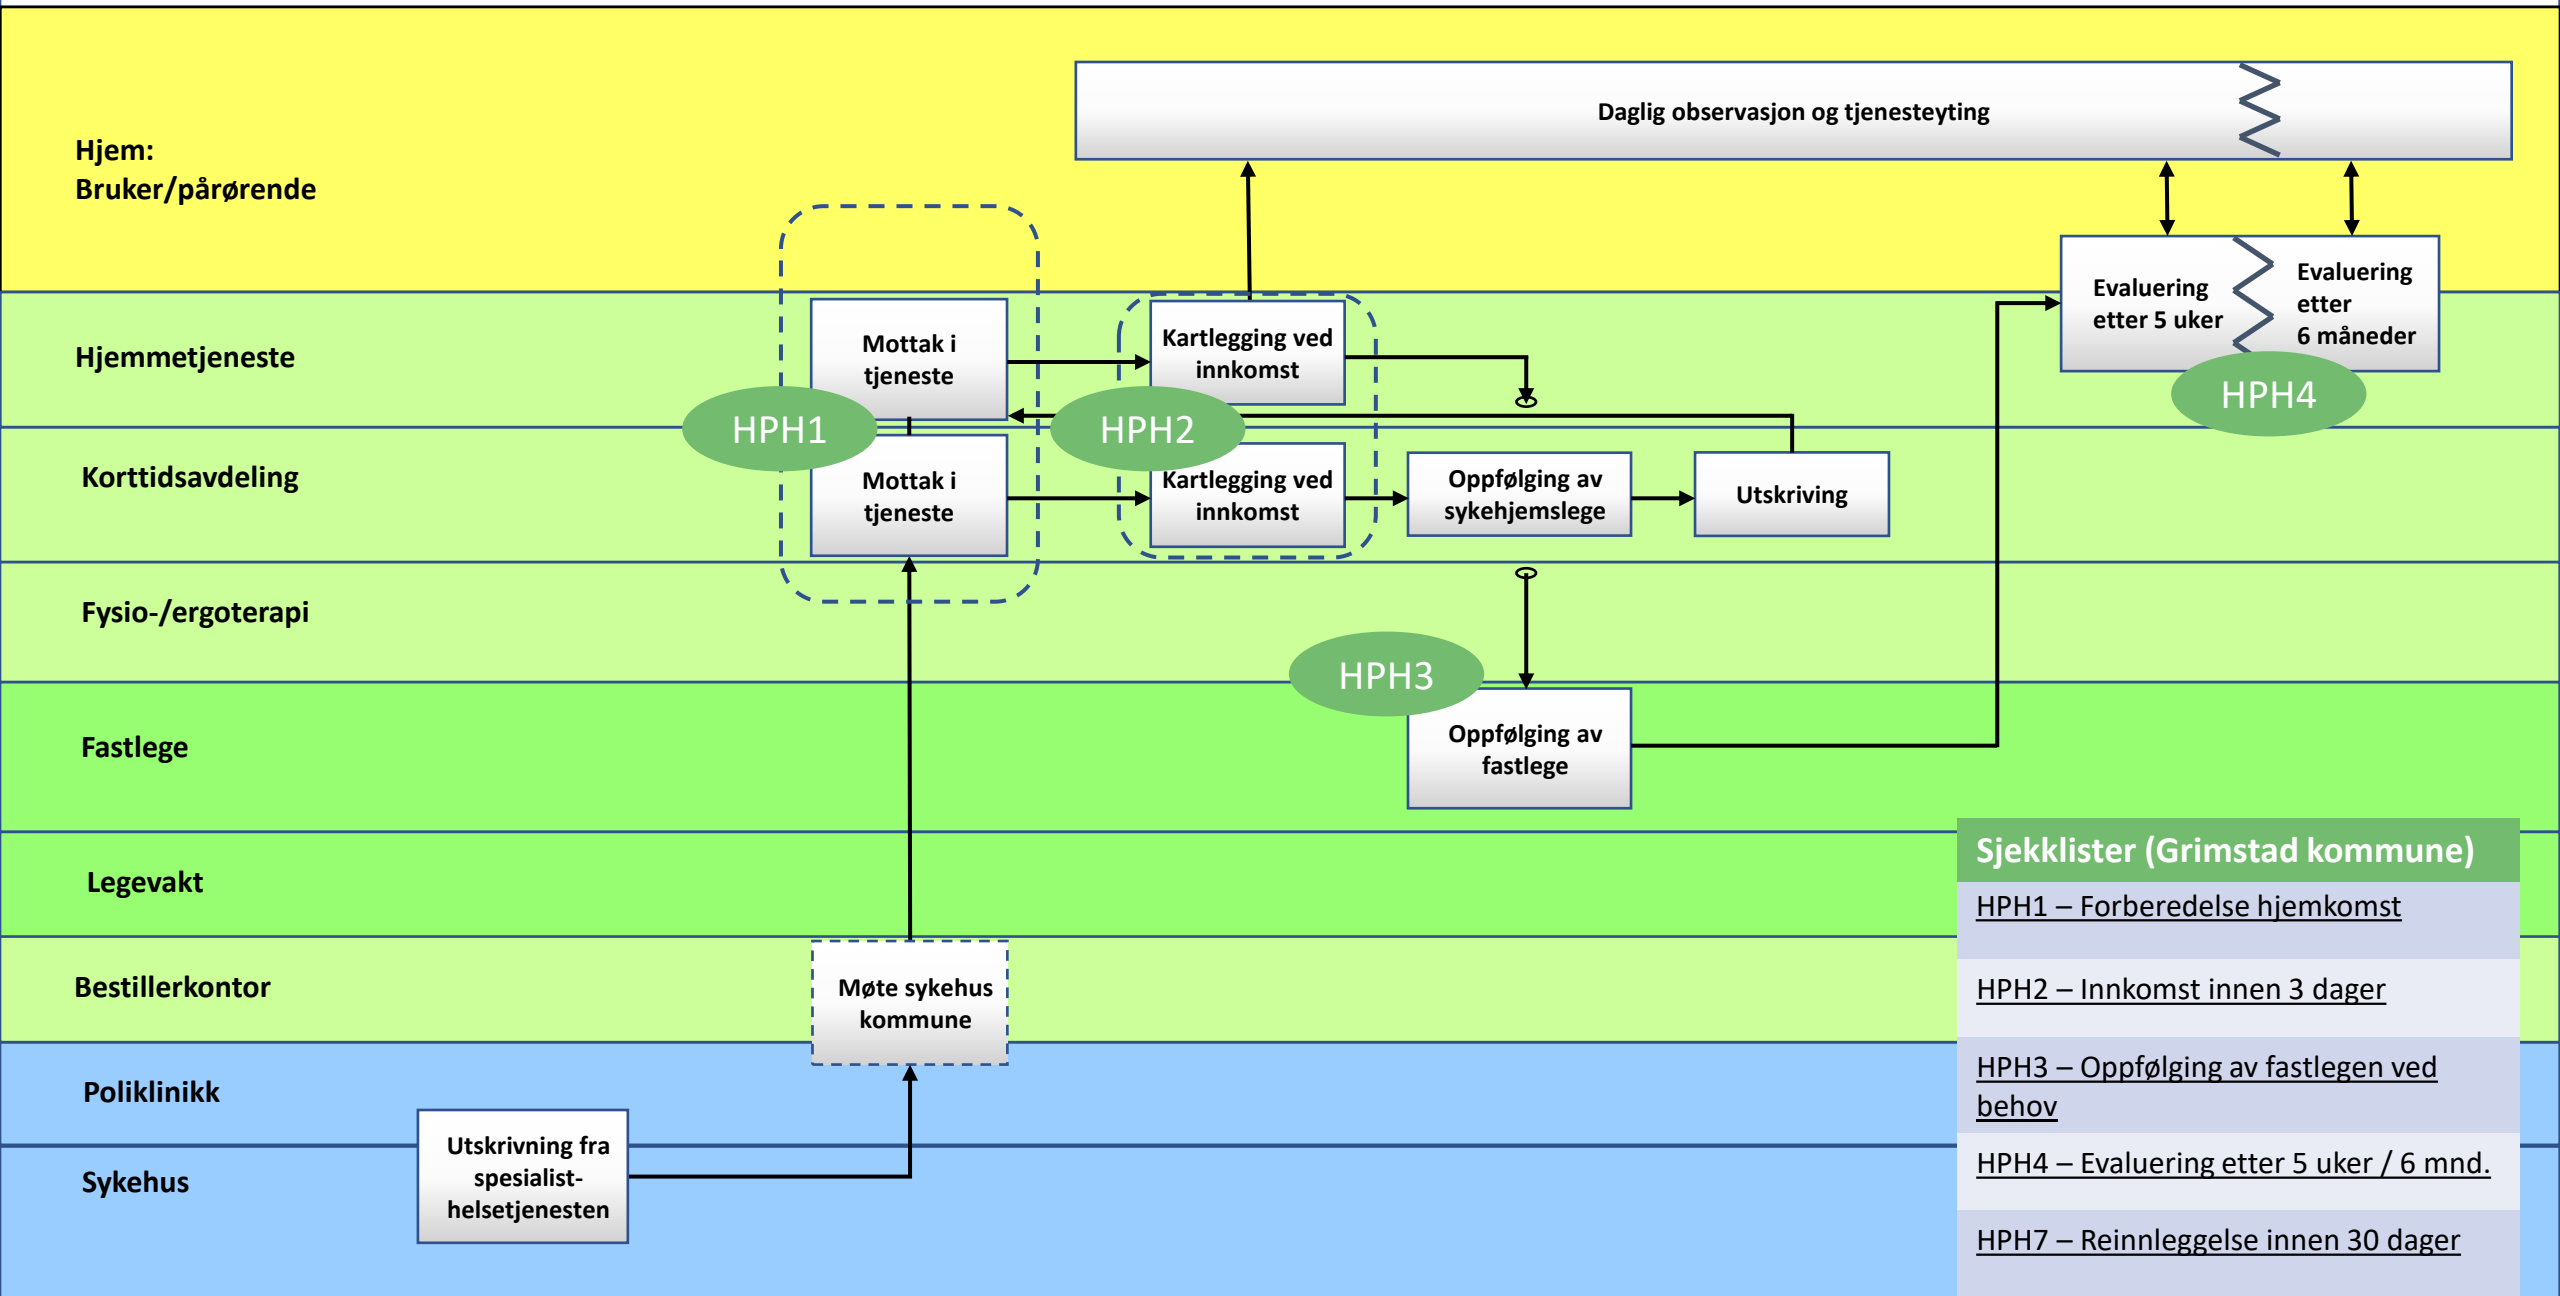 Daglig observasjon og tjenesteyting
Hjem:
Bruker/pårørende
Evaluering
etter 5 uker
Evaluering
etter
6 måneder
HPH4
Hjemmetjeneste
Mottak i
tjeneste
Kartlegging ved
innkomst
HPH1
HPH2
Korttidsavdeling
Mottak i
tjeneste
Kartlegging ved
innkomst
Oppfølging av
sykehjemslege
Utskriving
Fysio-/ergoterapi
HPH3
Fastlege
Oppfølging av
fastlege
Legevakt
Bestillerkontor
Møte sykehus
kommune
Poliklinikk
Sykehus
Utskrivning fra
spesialist-
helsetjenesten
Sjekklister (Grimstad kommune)
HPH1 – Forberedelse hjemkomst
HPH2 – Innkomst innen 3 dager
HPH3 – Oppfølging av fastlegen ved
behov
HPH4 – Evaluering etter 5 uker / 6 mnd.
HPH7 – Reinnleggelse innen 30 dager